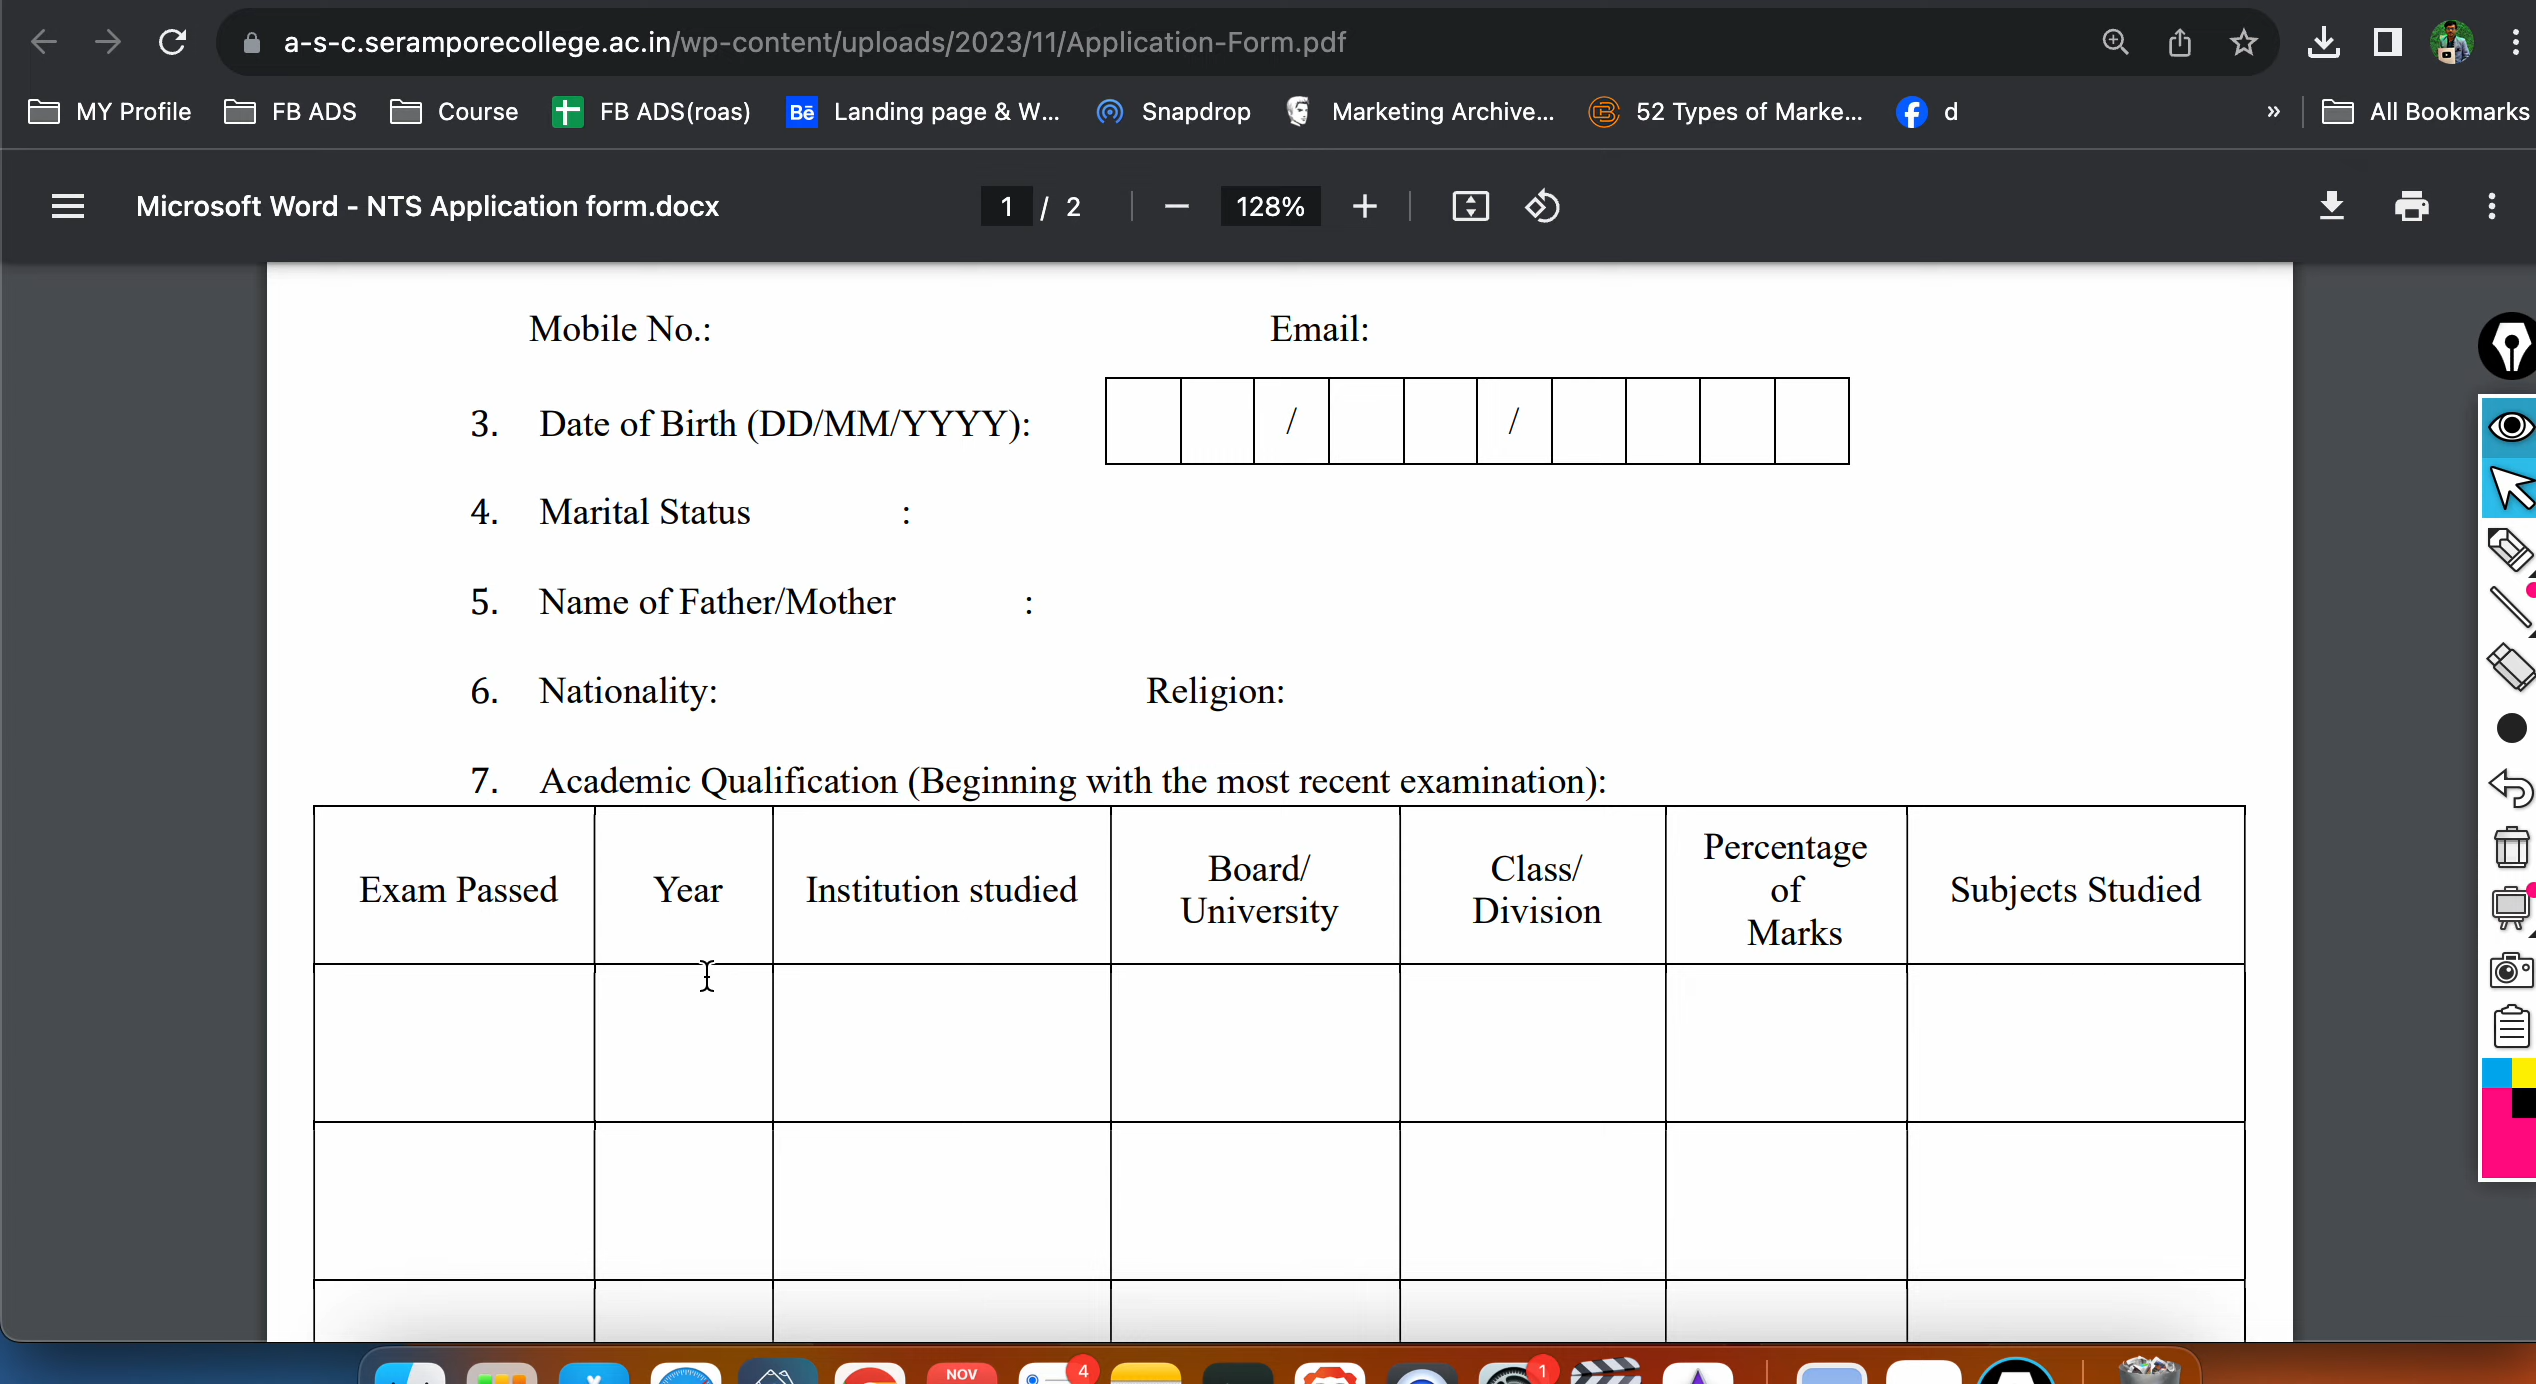 a-s-c.seramporecollege.ac.in/wp-content/uploads/2023/11/Application-Form.pdf
MY Profile FB ADS Course FB ADS(roas) Bē Landing page & W... Snapdrop Marketing Archive... 52 Types of Marke... d » All Bookmarks
Microsoft Word - NTS Application form.docx 1 / 2 128%
Mobile No.: Email:
3. Date of Birth (DD/MM/YYYY): / /
4. Marital Status :
5. Name of Father/Mother :
6. Nationality: Religion:
7. Academic Qualification (Beginning with the most recent examination):
Exam Passed
Year
Institution studied
Board/
University
Class/
Division
Percentage
of
Marks
Subjects Studied
NOV 4 1